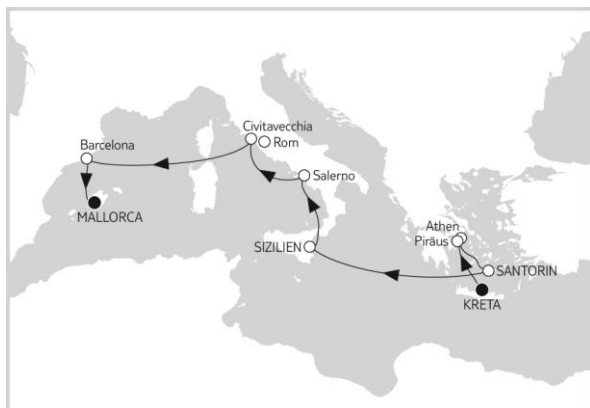 Civitavecchia
Rom
Barcelona
Salerno
MALLORCA
Athen
Piräus
SIZILIEN
SANTORIN
KRETA